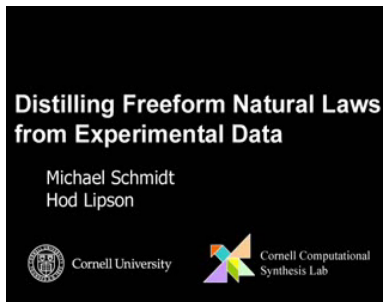 Distilling Freeform Natural Laws
from Experimental Data
Michael Schmidt
Hod Lipson
Cornell University
Cornell Computational
Synthesis Lab